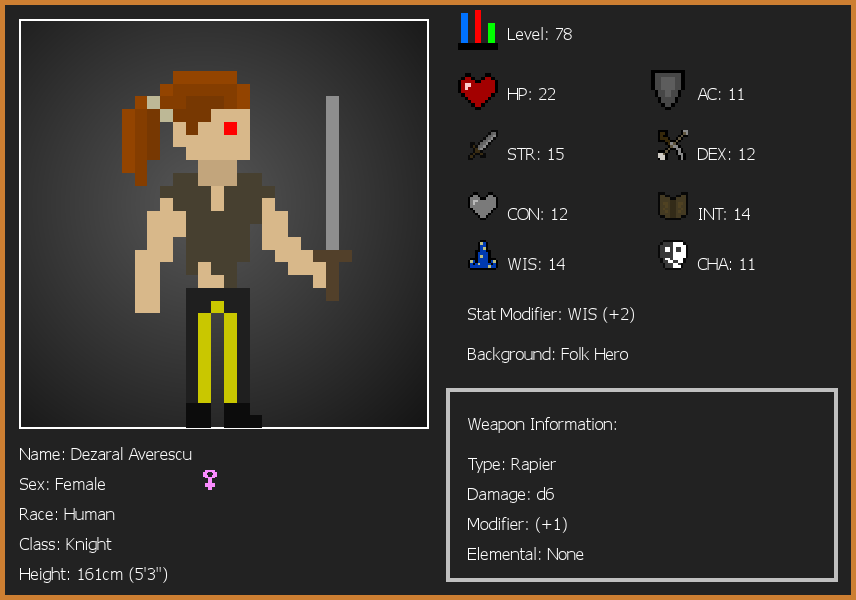 Level: 78
HP: 22
AC: 11
STR: 15
DEX: 12
CON: 12
INT: 14
WIS: 14
CHA: 11
Stat Modifier: WIS (+2)
Background: Folk Hero
Weapon Information:
Type: Rapier
Damage: d6
Modifier: (+1)
Elemental: None
Name: Dezaral Averescu
Sex: Female
Race: Human
Class: Knight
Height: 161cm (5'3")